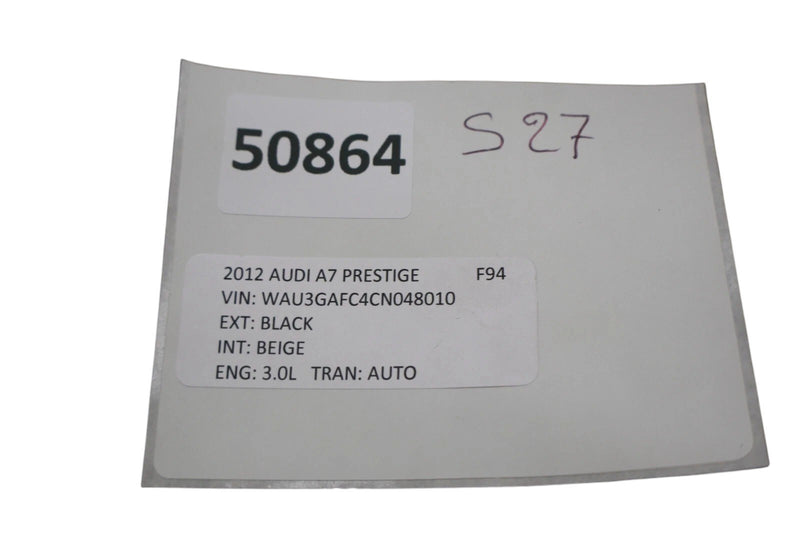 50864
S 27
2012 AUDI A7 PRESTIGE F94
VIN: WAU3GAFC4CN048010
EXT: BLACK
INT: BEIGE
ENG: 3.0L TRAN: AUTO